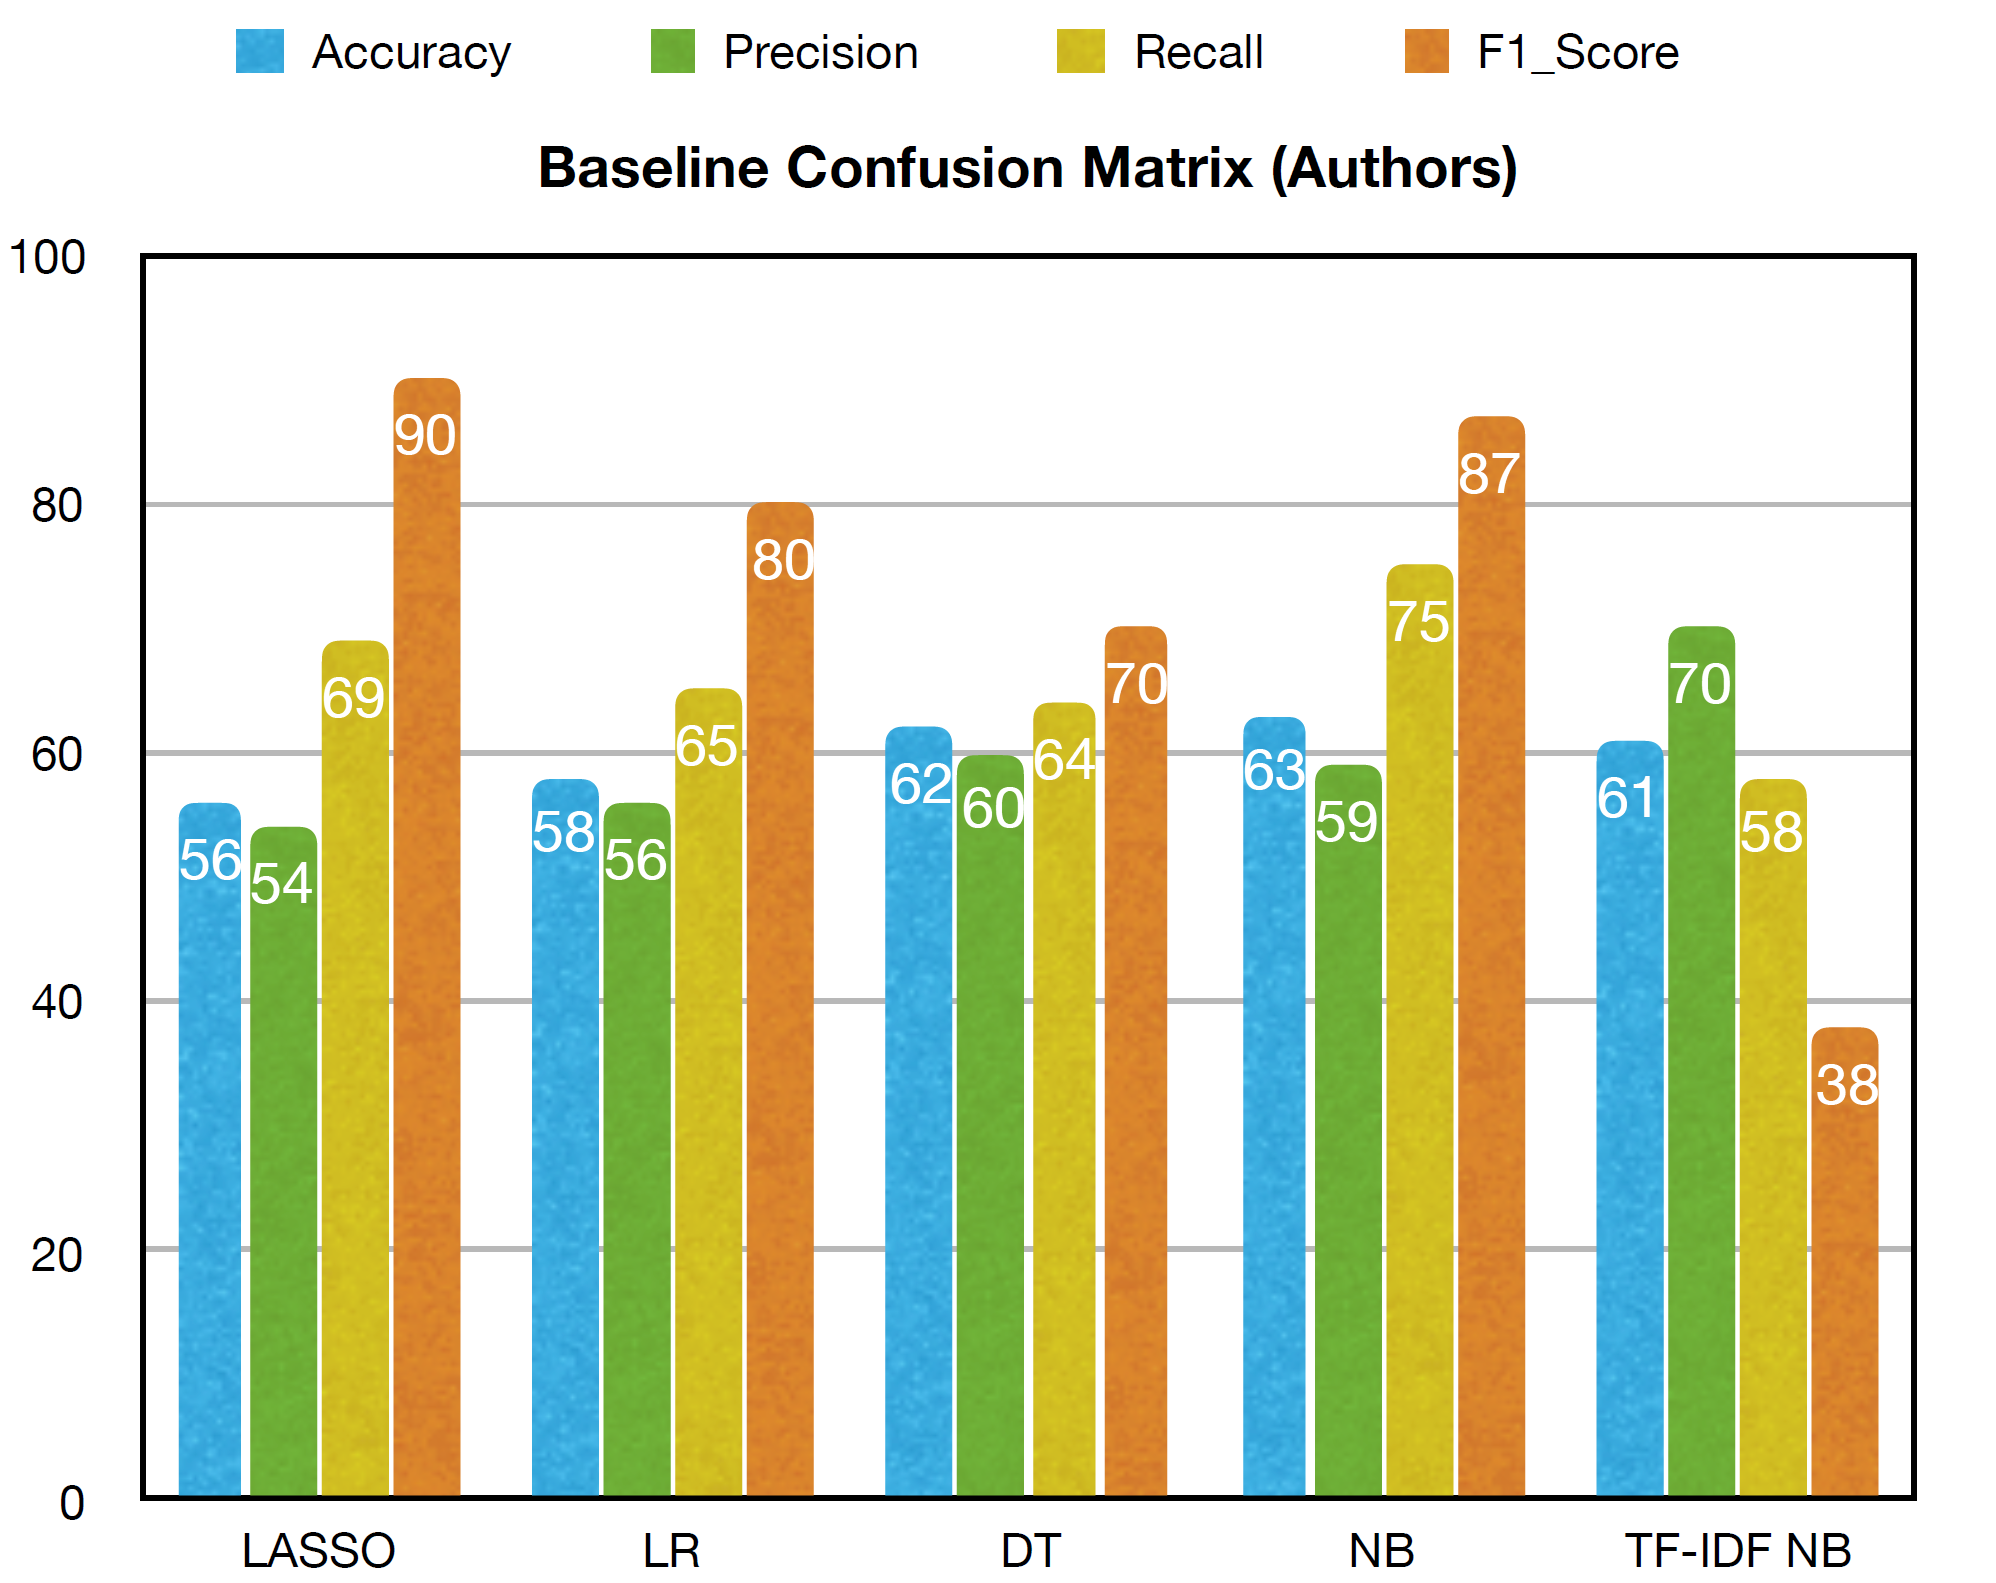 Accuracy Precision Recall F1_Score
Baseline Confusion Matrix (Authors)
100
80
60
40
20
0
56 54 69 90
58 56 65 80
62 60 64 70
63 59 75 87
61 70 58 38
LASSO LR DT NB TF-IDF NB